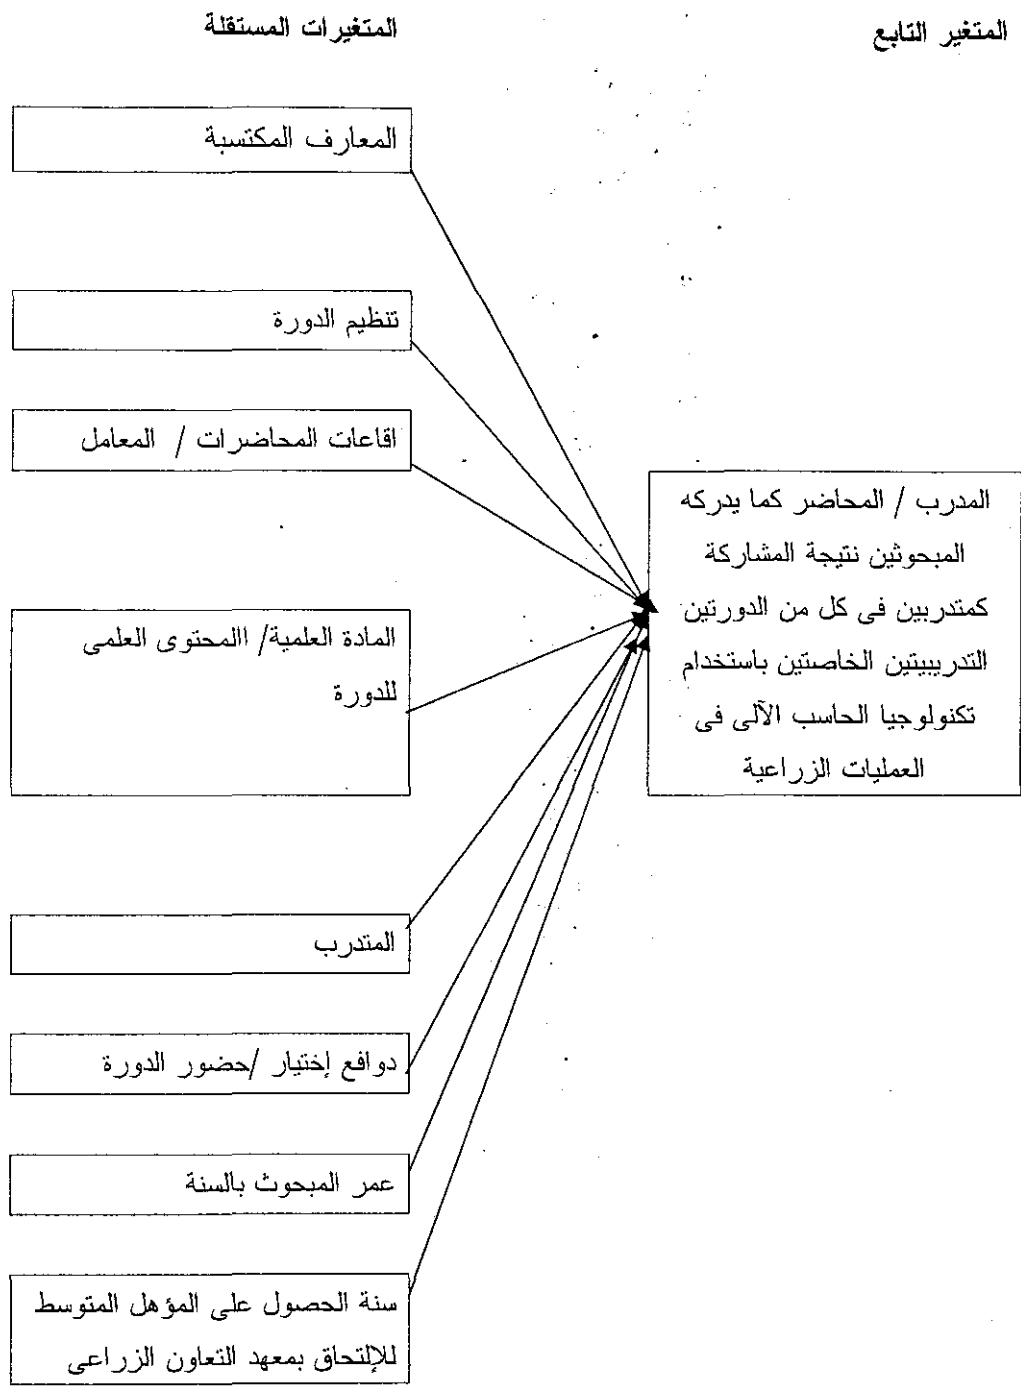 المتغير التابع
المتغيرات المستقلة
المعارف المكتسبة
تنظيم الدورة
اقاعات المحاضرات / المعامل
المادة العلمية/ االمحتوى العلمى
للدورة
المتدرب
دوافع إختيار /حضور الدورة
عمر المبحوث بالسنة
سنة الحصول على المؤهل المتوسط
للإلتحاق بمعهد التعاون الزراعى
المدرب / المحاضر كما يدركه
المبحوثين نتيجة المشاركة
كمتدربين فى كل من الدورتين
التدريبيتين الخاصتين باستخدام
تكنولوجيا الحاسب الآلى فى
العمليات الزراعية